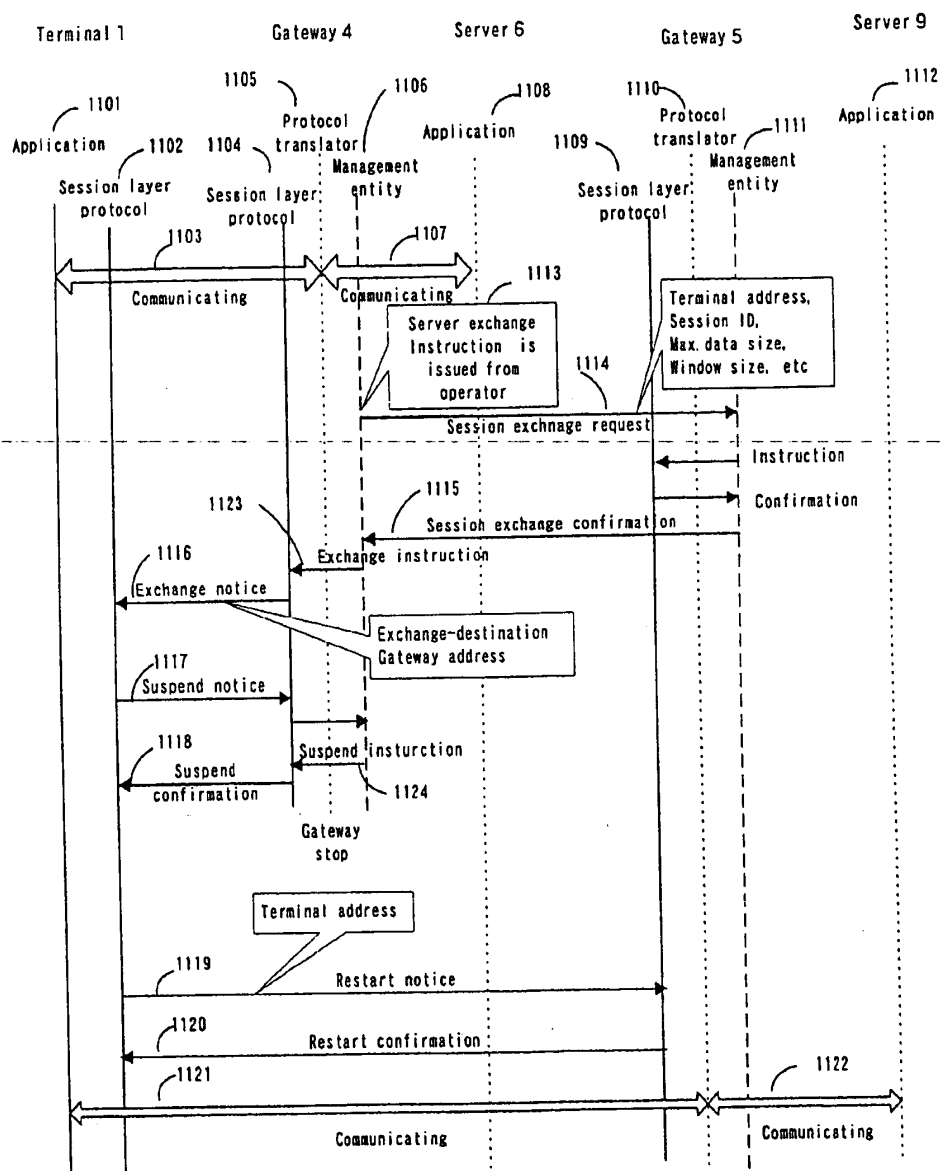 Terminal 1
Gateway 4
Server 6
Gateway 5
Server 9
1101
Application
1102
Session layer
protocol
1104
Session layer
protocol
1105
Protocol
translator
1106
Management
entity
1108
Application
1109
Session layer
protocol
1110
Protocol
translator
1111
Management
entity
1112
Application
1103
Communicating
1107
Communicating
1113
Server exchange
Instruction is
issued from
operator
Terminal address,
Session ID,
Max. data size,
Window size, etc
1114
Session exchnage request
Instruction
Confirmation
1115
Session exchange confirmation
1123
Exchange instruction
1116
Exchange notice
Exchange-destination
Gateway address
1117
Suspend notice
Suspend insturction
1124
1118
Suspend
confirmation
Gateway
stop
Terminal address
1119
Restart notice
1120
Restart confirmation
1121
Communicating
1122
Communicating